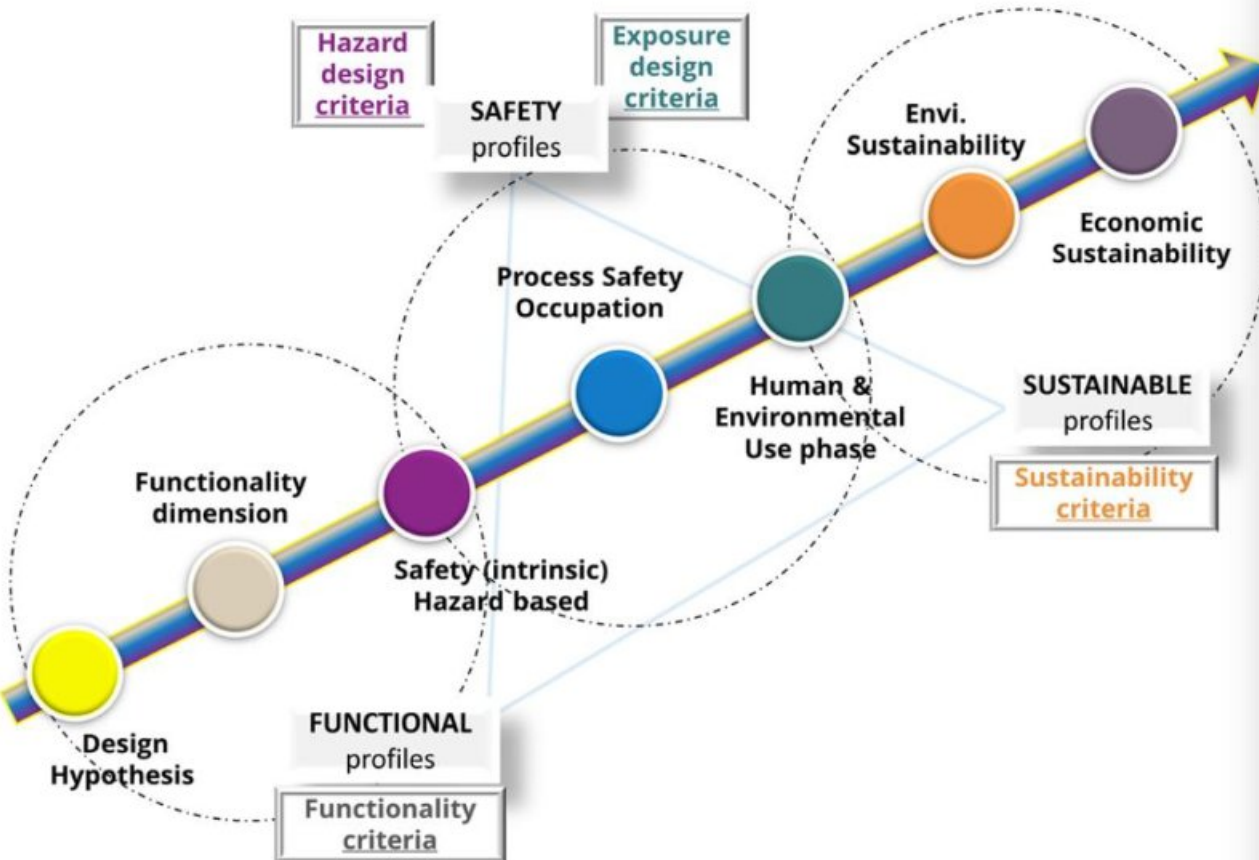 Hazard
design
criteria
Exposure
design
criteria
SAFETY
profiles
Envi.
Sustainability
Economic
Sustainability
Process Safety
Occupation
Human &
Environmental
Use phase
SUSTAINABLE
profiles
Sustainability
criteria
Functionality
dimension
Safety (intrinsic)
Hazard based
Design
Hypothesis
FUNCTIONAL
profiles
Functionality
criteria